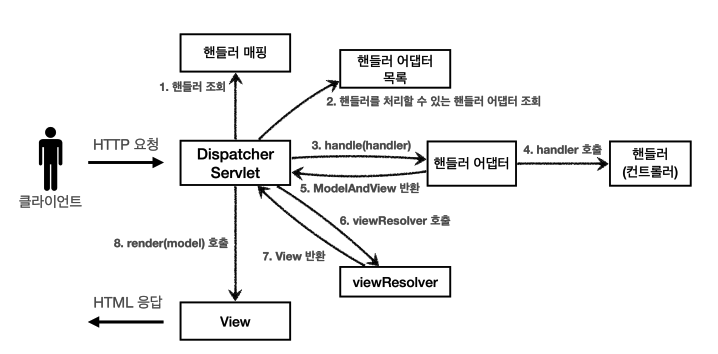 핸들러 매핑
핸들러 어댑터
목록
1. 핸들러 조회
2. 핸들러를 처리할 수 있는 핸들러 어댑터 조회
HTTP 요청
Dispatcher
Servlet
3. handle(handler)
핸들러 어댑터
4. handler 호출
핸들러
(컨트롤러)
클라이언트
5. ModelAndView 반환
6. viewResolver 호출
8. render(model) 호출
7. View 반환
viewResolver
HTML 응답
View